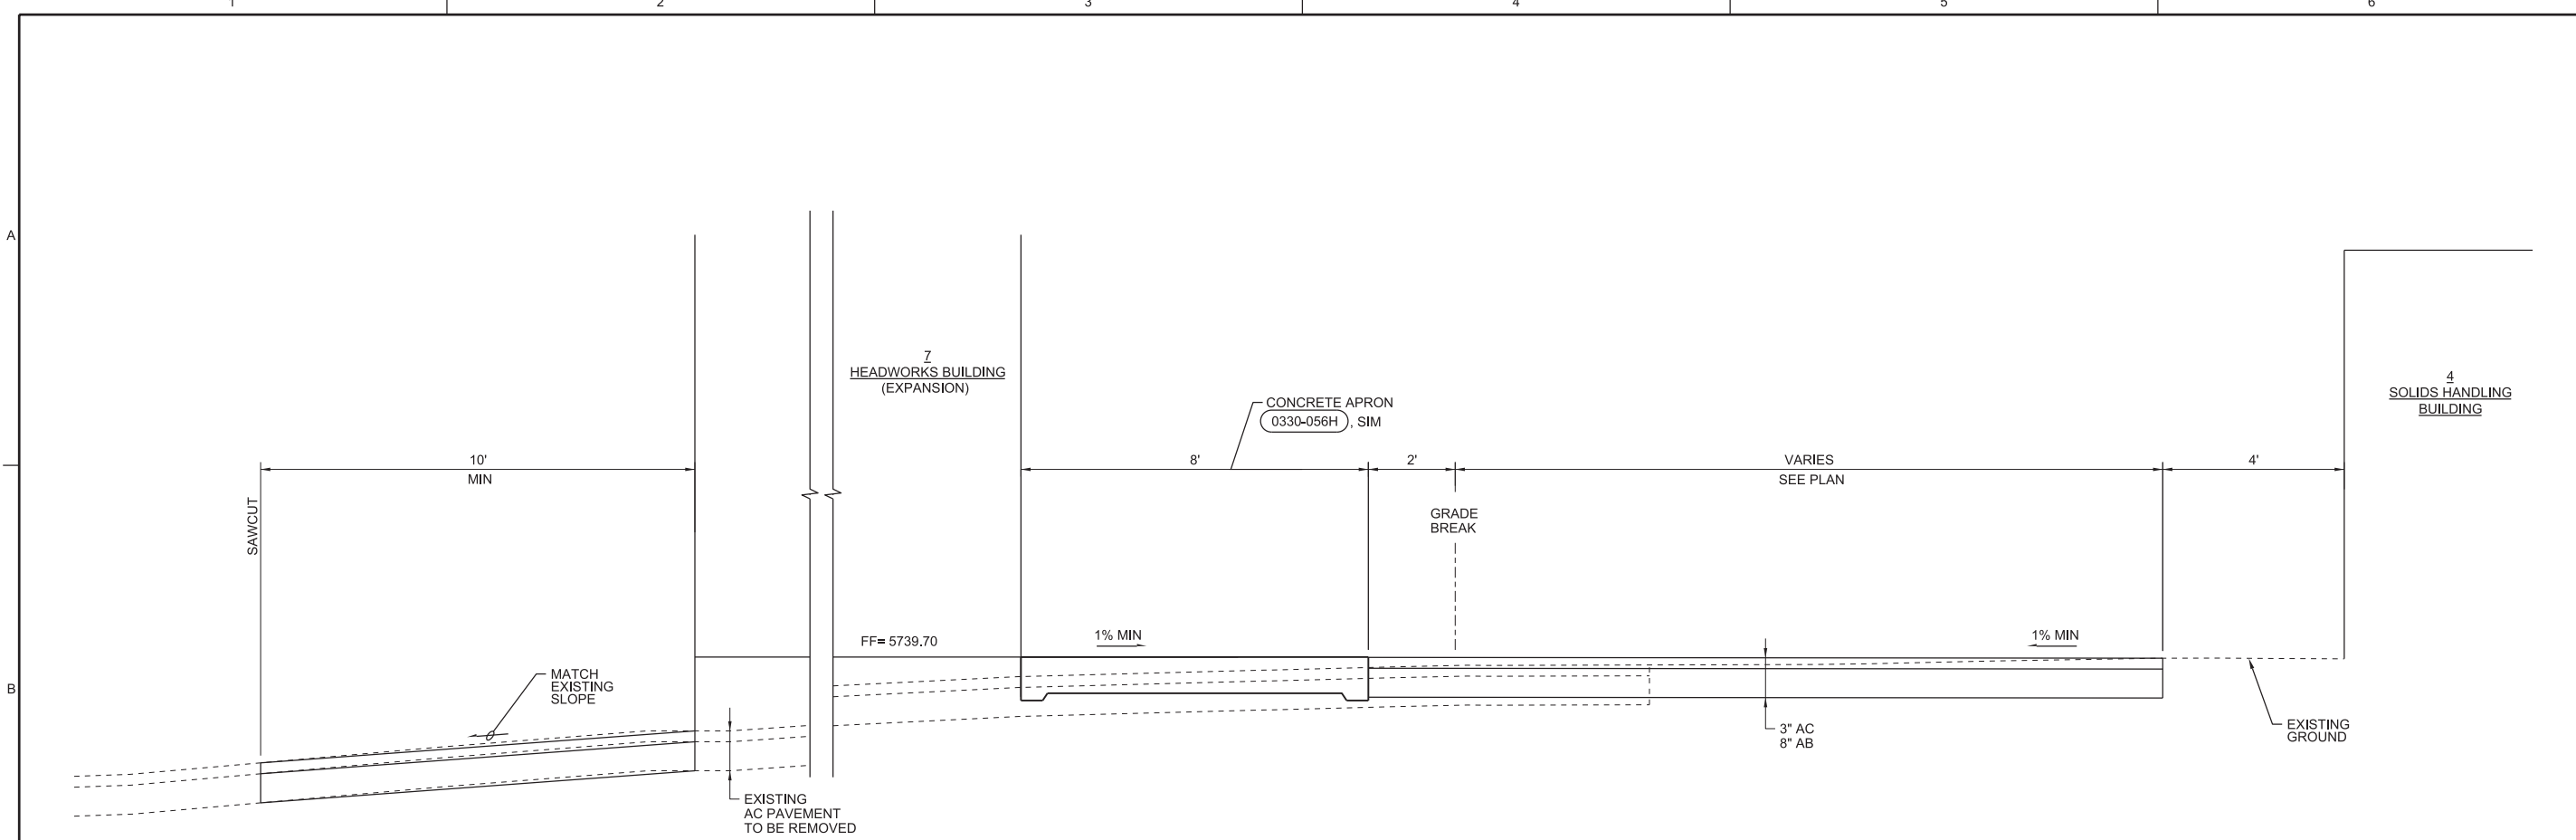 1 2 3 4 5 6
A
7
HEADWORKS BUILDING
(EXPANSION)
4
SOLIDS HANDLING
BUILDING
CONCRETE APRON
0330-056H , SIM
10'
MIN
8'
2'
VARIES
SEE PLAN
4'
SAWCUT
GRADE
BREAK
FF= 5739.70
1% MIN
1% MIN
B
MATCH
EXISTING
SLOPE
3" AC
8" AB
EXISTING
GROUND
EXISTING
AC PAVEMENT
TO BE REMOVED